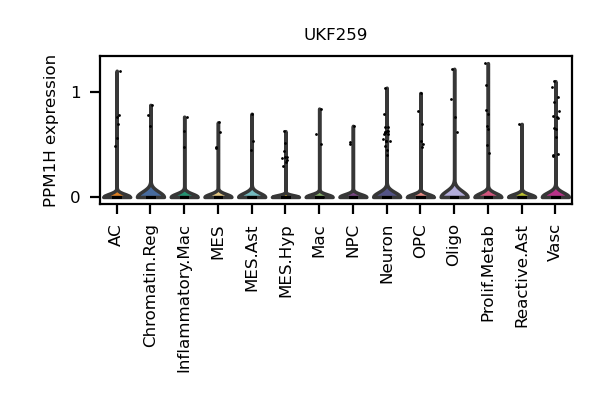 UKF259
PPM1H expression
1
0
AC
Chromatin.Reg
Inflammatory.Mac
MES
MES.Ast
MES.Hyp
Mac
NPC
Neuron
OPC
Oligo
Prolif.Metab
Reactive.Ast
Vasc